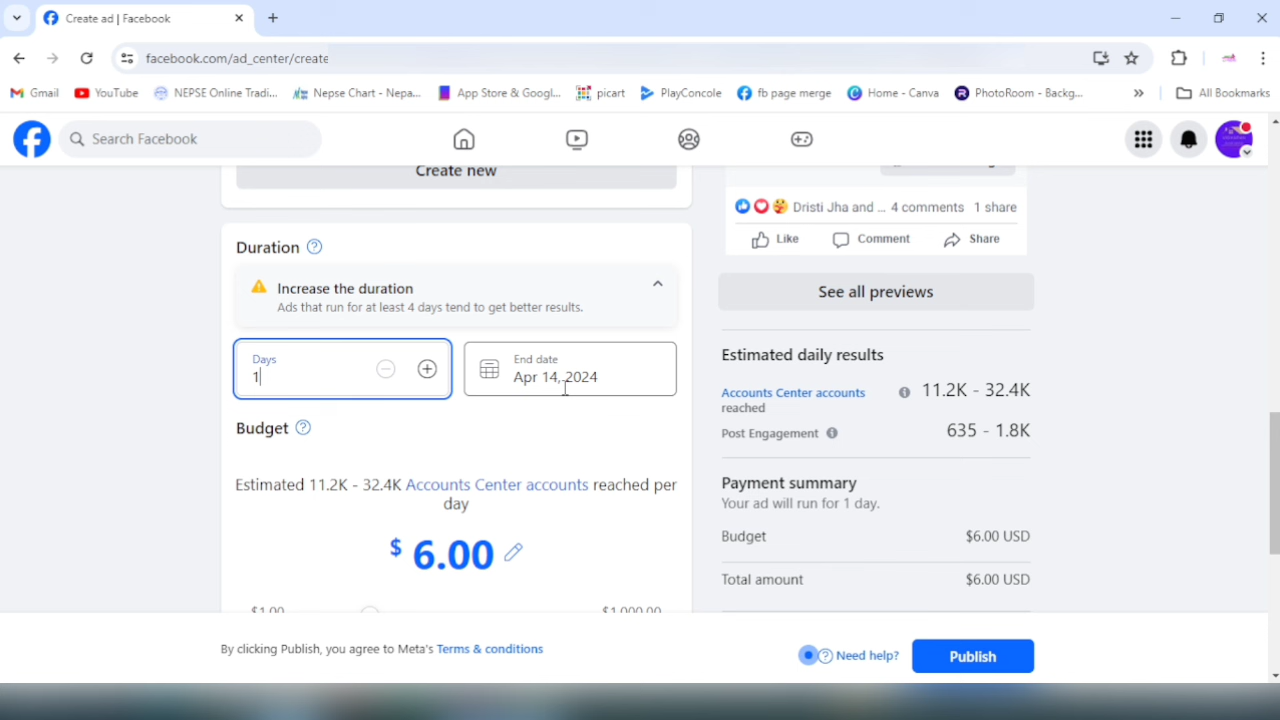 Create ad | Facebook
facebook.com/ad_center/create
Gmail
YouTube
NEPSE Online Tradi...
Nepse Chart - Nepa...
App Store & Googl...
picart
PlayConcole
fb page merge
Home - Canva
PhotoRoom - Backg...
»
All Bookmarks
Search Facebook
Create new
Duration
Increase the duration
Ads that run for at least 4 days tend to get better results.
Days
1
End date
Apr 14, 2024
Budget
Estimated 11.2K - 32.4K Accounts Center accounts reached per
day
$ 6.00
$1.00
$1,000.00
Dristi Jha and ... 4 comments 1 share
Like
Comment
Share
See all previews
Estimated daily results
Accounts Center accounts
reached
11.2K - 32.4K
Post Engagement
635 - 1.8K
Payment summary
Your ad will run for 1 day.
Budget
$6.00 USD
Total amount
$6.00 USD
By clicking Publish, you agree to Meta's Terms & conditions
Need help?
Publish